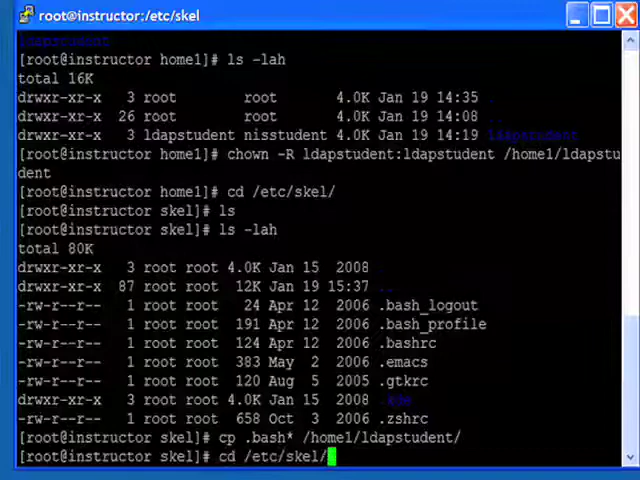 root@instructor:/etc/skel
ldapstudent
[root@instructor home1]# ls -lah
total 16K
drwxr-xr-x 3 root root 4.0K Jan 19 14:35 .
drwxr-xr-x 26 root root 4.0K Jan 19 14:08 ..
drwxr-xr-x 3 ldapstudent nisstudent 4.0K Jan 19 14:19 ldapstudent
[root@instructor home1]# chown -R ldapstudent:ldapstudent /home1/ldapstu
dent
[root@instructor home1]# cd /etc/skel/
[root@instructor skel]# ls
[root@instructor skel]# ls -lah
total 80K
drwxr-xr-x 3 root root 4.0K Jan 15 2008 .
drwxr-xr-x 87 root root 12K Jan 19 15:37 ..
-rw-r--r-- 1 root root 24 Apr 12 2006 .bash_logout
-rw-r--r-- 1 root root 191 Apr 12 2006 .bash_profile
-rw-r--r-- 1 root root 124 Apr 12 2006 .bashrc
-rw-r--r-- 1 root root 383 May 2 2006 .emacs
-rw-r--r-- 1 root root 120 Aug 5 2005 .gtkrc
drwxr-xr-x 3 root root 4.0K Jan 15 2008 .kde
-rw-r--r-- 1 root root 658 Oct 3 2006 .zshrc
[root@instructor skel]# cp .bash* /home1/ldapstudent/
[root@instructor skel]# cd /etc/skel/